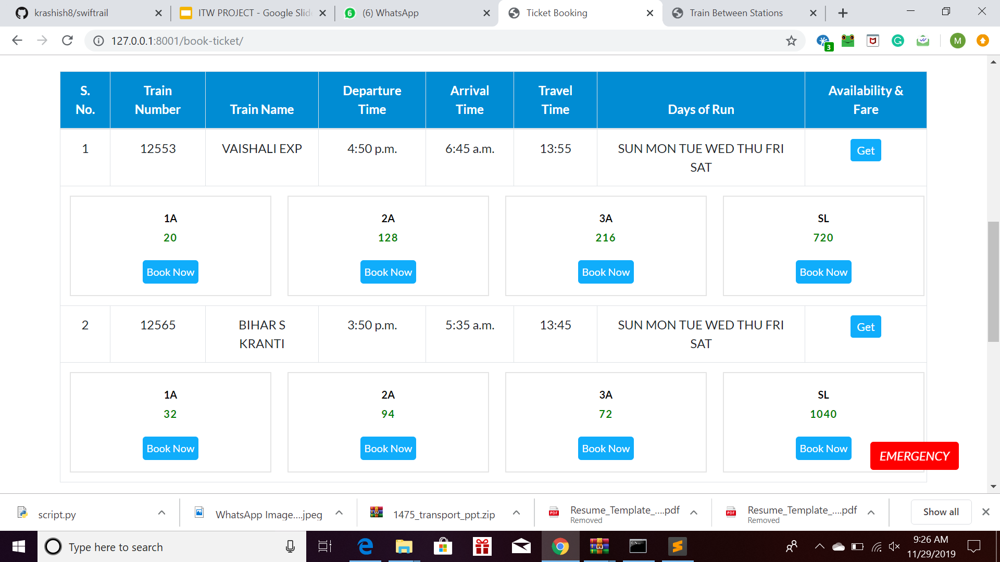 krashish8/swiftrail
ITW PROJECT - Google Slide
6 (6) WhatsApp
Ticket Booking
Train Between Stations
127.0.0.1:8001/book-ticket/
3
M
S. No.
Train Number
Train Name
Departure Time
Arrival Time
Travel Time
Days of Run
Availability & Fare
1 12553 VAISHALI EXP 4:50 p.m. 6:45 a.m. 13:55 SUN MON TUE WED THU FRI Get
SAT
1A 2A 3A SL
20 128 216 720
Book Now Book Now Book Now Book Now
2 12565 BIHAR S 3:50 p.m. 5:35 a.m. 13:45 SUN MON TUE WED THU FRI Get
KRANTI SAT
1A 2A 3A SL
32 94 72 1040
Book Now Book Now Book Now Book Now
EMERGENCY
script.py
WhatsApp Image....jpeg
1475_transport_ppt.zip
PDF
Resume_Template_....pdf
Removed
PDF
Resume_Template_....pdf
Removed
Show all
Type here to search
9:26 AM
11/29/2019